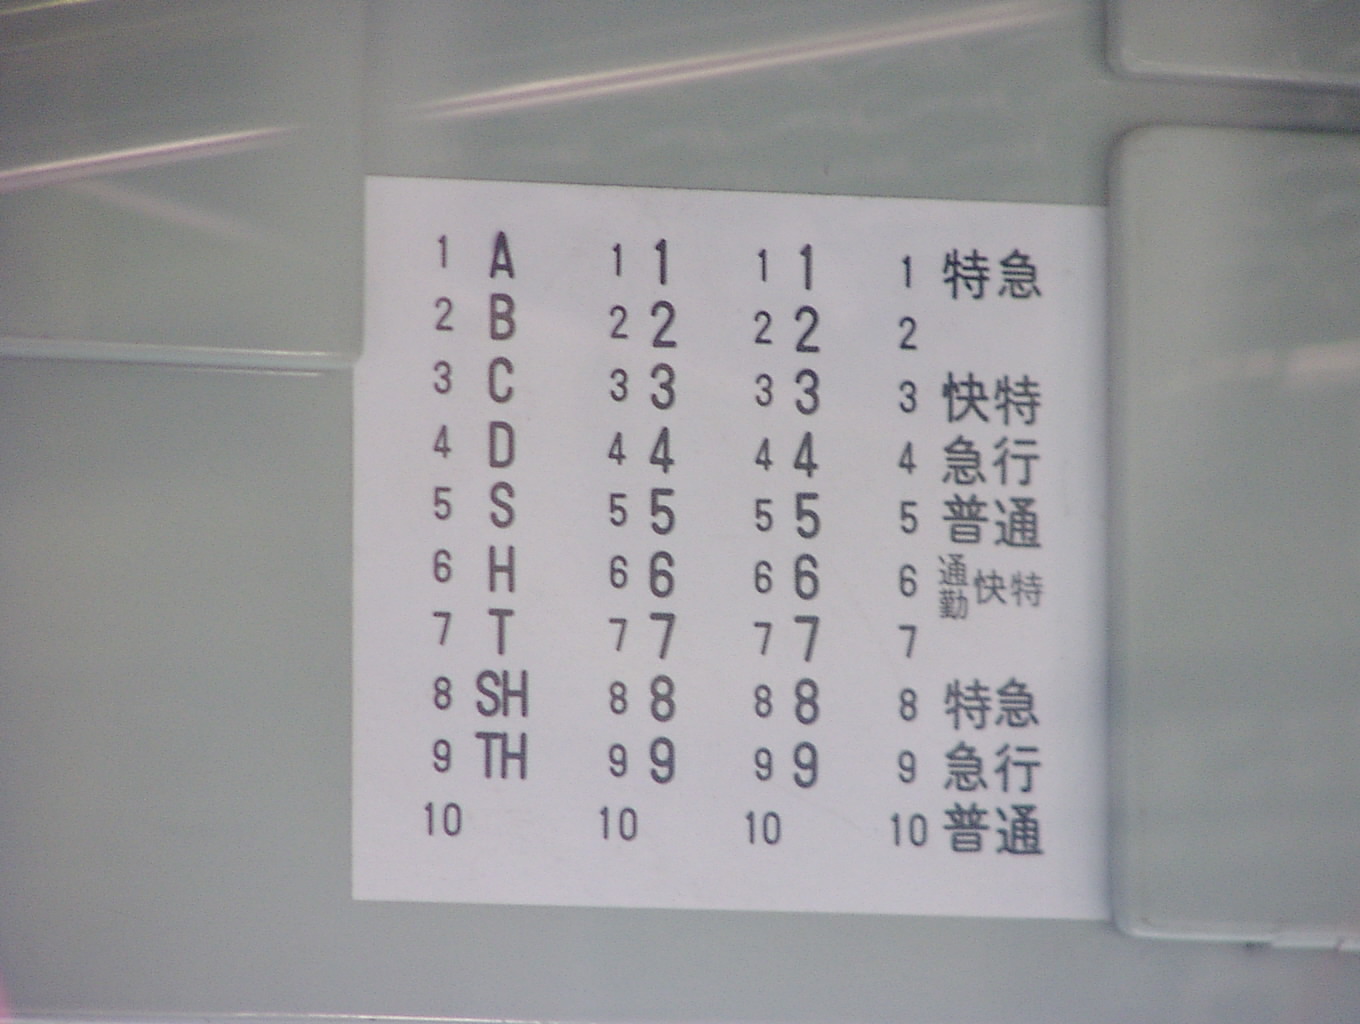 1 A 1 1 1 1 1 特急
2 B 2 2 2 2 2
3 C 3 3 3 3 3 快特
4 D 4 4 4 4 4 急行
5 S 5 5 5 5 5 普通
6 H 6 6 6 6 6 通勤快特
7 T 7 7 7 7 7
8 SH 8 8 8 8 8 特急
9 TH 9 9 9 9 9 急行
10 10 10 10 普通